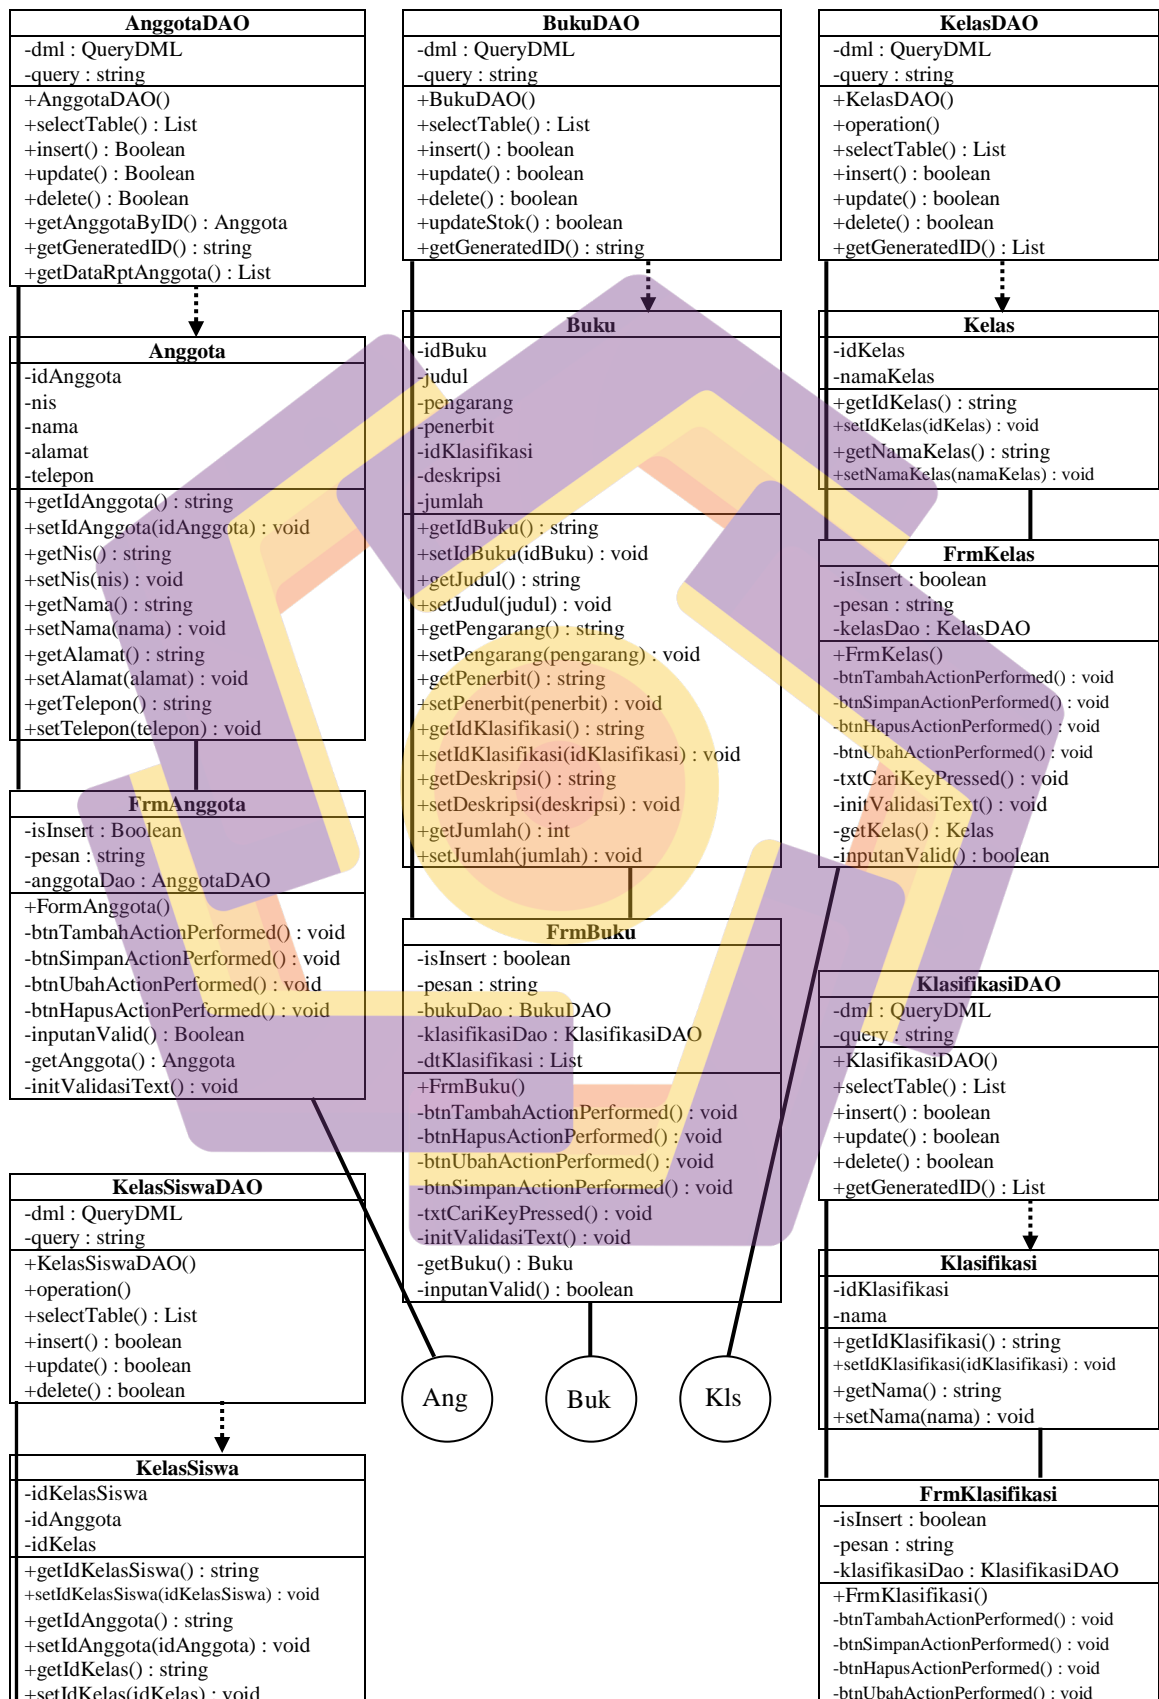 AnggotaDAO
-dml : QueryDML
-query : string
+AnggotaDAO()
+selectTable() : List
+insert() : Boolean
+update() : Boolean
+delete() : Boolean
+getAnggotaByID() : Anggota
+getGeneratedID() : string
+getDataRptAnggota() : List
Anggota
-idAnggota
-nis
-nama
-alamat
-telepon
+getIdAnggota() : string
+setIdAnggota(idAnggota) : void
+getNis() : string
+setNis(nis) : void
+getNama() : string
+setNama(nama) : void
+getAlamat() : string
+setAlamat(alamat) : void
+getTelepon() : string
+setTelepon(telepon) : void
FrmAnggota
-isInsert : Boolean
-pesan : string
-anggotaDao : AnggotaDAO
+FormAnggota()
-btnTambahActionPerformed() : void
-btnSimpanActionPerformed() : void
-btnUbahActionPerformed() : void
-btnHapusActionPerformed() : void
-inputanValid() : Boolean
-getAnggota() : Anggota
-initValidasiText() : void
KelasSiswaDAO
-dml : QueryDML
-query : string
+KelasSiswaDAO()
+operation()
+selectTable() : List
+insert() : boolean
+update() : boolean
+delete() : boolean
KelasSiswa
-idKelasSiswa
-idAnggota
-idKelas
+getIdKelasSiswa() : string
+setIdKelasSiswa(idKelasSiswa) : void
+getIdAnggota() : string
+setIdAnggota(idAnggota) : void
+getIdKelas() : string
+setIdKelas(idKelas) : void
BukuDAO
-dml : QueryDML
-query : string
+BukuDAO()
+selectTable() : List
+insert() : boolean
+update() : boolean
+delete() : boolean
+updateStok() : boolean
+getGeneratedID() : string
Buku
-idBuku
-judul
-pengarang
-penerbit
-idKlasifikasi
-deskripsi
-jumlah
+getIdBuku() : string
+setIdBuku(idBuku) : void
+getJudul() : string
+setJudul(judul) : void
+getPengarang() : string
+setPengarang(pengarang) : void
+getPenerbit() : string
+setPenerbit(penerbit) : void
+getIdKlasifikasi() : string
+setIdKlasifikasi(idKlasifikasi) : void
+getDeskripsi() : string
+setDeskripsi(deskripsi) : void
+getJumlah() : int
+setJumlah(jumlah) : void
FrmBuku
-isInsert : boolean
-pesan : string
-bukuDao : BukuDAO
-klasifikasiDao : KlasifikasiDAO
-dtKlasifikasi : List
+FrmBuku()
-btnTambahActionPerformed() : void
-btnHapusActionPerformed() : void
-btnUbahActionPerformed() : void
-btnSimpanActionPerformed() : void
-txtCariKeyPressed() : void
-initValidasiText() : void
-getBuku() : Buku
-inputanValid() : boolean
Ang
Buk
Kls
KelasDAO
-dml : QueryDML
-query : string
+KelasDAO()
+operation()
+selectTable() : List
+insert() : boolean
+update() : boolean
+delete() : boolean
+getGeneratedID() : List
Kelas
-idKelas
-namaKelas
+getIdKelas() : string
+setIdKelas(idKelas) : void
+getNamaKelas() : string
+setNamaKelas(namaKelas) : void
FrmKelas
-isInsert : boolean
-pesan : string
-kelasDao : KelasDAO
+FrmKelas()
-btnTambahActionPerformed() : void
-btnSimpanActionPerformed() : void
-btnHapusActionPerformed() : void
-btnUbahActionPerformed() : void
-txtCariKeyPressed() : void
-initValidasiText() : void
-getKelas() : Kelas
-inputanValid() : boolean
KlasifikasiDAO
-dml : QueryDML
-query : string
+KlasifikasiDAO()
+selectTable() : List
+insert() : boolean
+update() : boolean
+delete() : boolean
+getGeneratedID() : List
Klasifikasi
-idKlasifikasi
-nama
+getIdKlasifikasi() : string
+setIdKlasifikasi(idKlasifikasi) : void
+getNama() : string
+setNama(nama) : void
FrmKlasifikasi
-isInsert : boolean
-pesan : string
-klasifikasiDao : KlasifikasiDAO
+FrmKlasifikasi()
-btnTambahActionPerformed() : void
-btnSimpanActionPerformed() : void
-btnHapusActionPerformed() : void
-btnUbahActionPerformed() : void